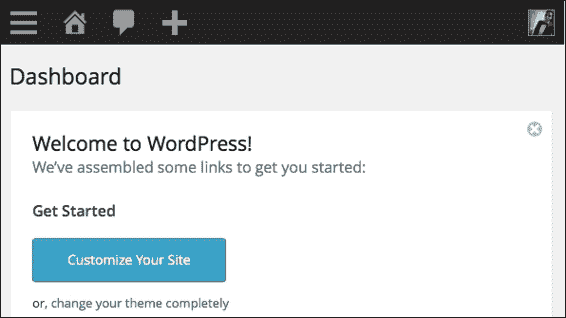 Dashboard
Welcome to WordPress!
We've assembled some links to get you started:
Get Started
Customize Your Site
or, change your theme completely